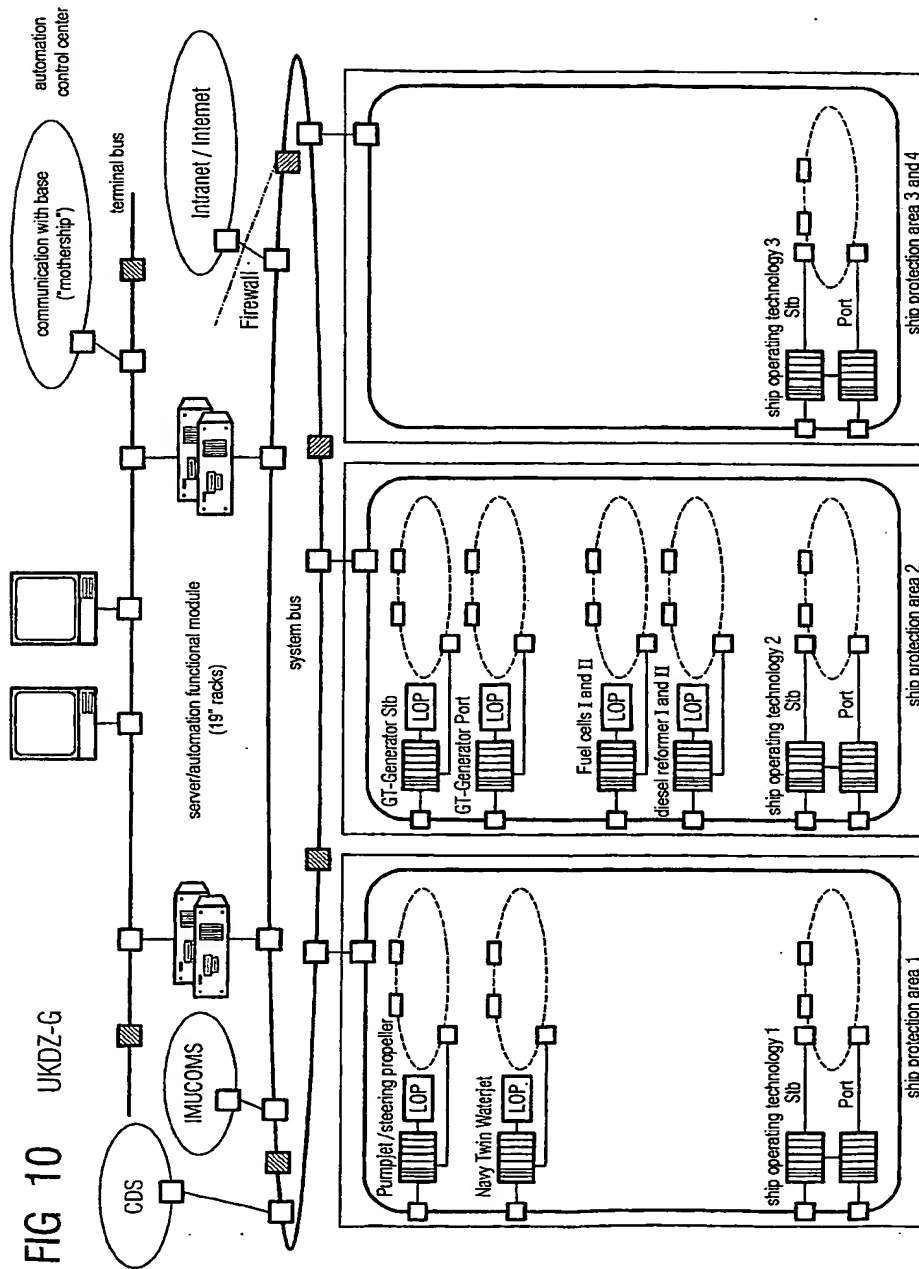 FIG 10
UKDZ-G
automation
control center
communication with base
("mothership")
terminal bus
server/automation functional module
(19" racks)
CDS
IMUCOMS
Intranet / Internet
Firewall
system bus
Pumpjet / steering propeller
LOP
Navy Twin Waterjet
LOP
ship operating technology 1
Stb
Port
ship protection area 1
GT-Generator Stb
LOP
GT-Generator Port
LOP
Fuel cells I and II
LOP
diesel reformer I and II
LOP
ship operating technology 2
Stb
Port
ship protection area 2
ship operating technology 3
Stb
Port
ship protection area 3 and 4